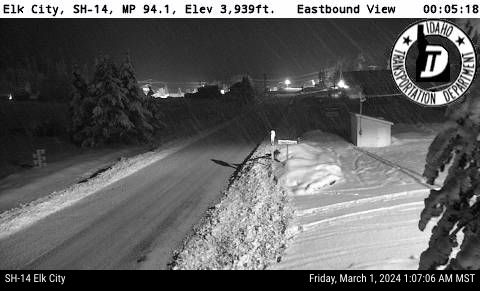 Elk City, SH-14, MP 94.1, Elev 3,939ft. Eastbound View 00:05:18
IDAHO
TRANSPORTATION DEPARTMENT
SH-14 Elk City Friday, March 1, 2024 1:07:06 AM MST